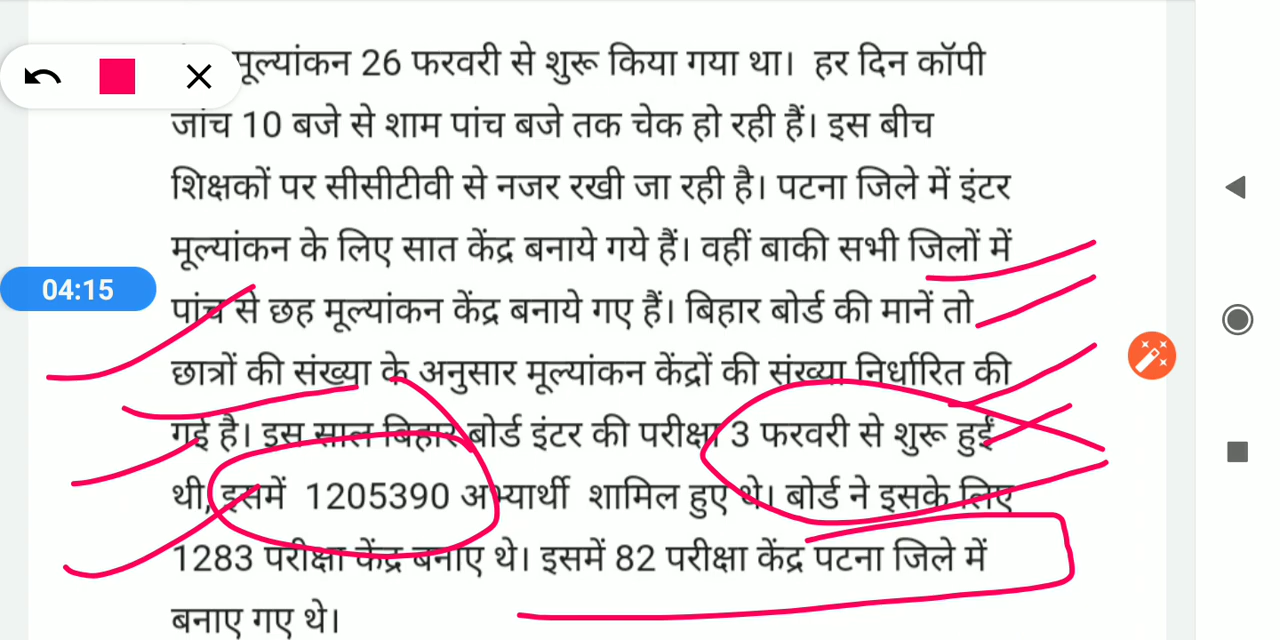 मूल्यांकन 26 फरवरी से शुरू किया गया था। हर दिन कॉपी
जांच 10 बजे से शाम पांच बजे तक चेक हो रही हैं। इस बीच
शिक्षकों पर सीसीटीवी से नजर रखी जा रही है। पटना जिले में इंटर
मूल्यांकन के लिए सात केंद्र बनाये गये हैं। वहीं बाकी सभी जिलों में
04:15
पांच से छह मूल्यांकन केंद्र बनाये गए हैं। बिहार बोर्ड की मानें तो
छात्रों की संख्या के अनुसार मूल्यांकन केंद्रों की संख्या निर्धारित की
गई है। इस साल बिहार बोर्ड इंटर की परीक्षा 3 फरवरी से शुरू हुईं
थी, इसमें 1205390 अभ्यार्थी शामिल हुए थे। बोर्ड ने इसके लिए
1283 परीक्षा केंद्र बनाए थे। इसमें 82 परीक्षा केंद्र पटना जिले में
बनाए गए थे।